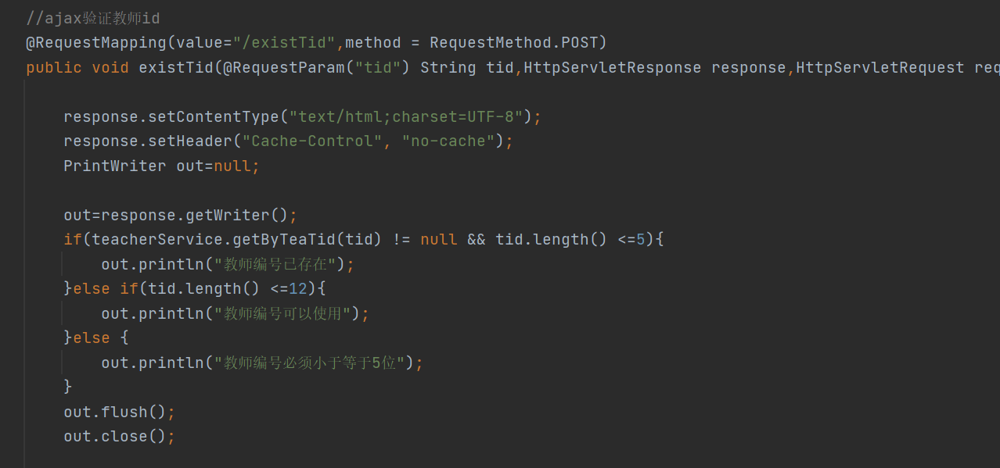 //ajax验证教师id
@RequestMapping(value="/existTid",method = RequestMethod.POST)
public void existTid(@RequestParam("tid") String tid,HttpServletResponse response,HttpServletRequest req
response.setContentType("text/html;charset=UTF-8");
response.setHeader("Cache-Control", "no-cache");
PrintWriter out=null;
out=response.getWriter();
if(teacherService.getByTeaTid(tid) != null && tid.length() <=5){
out.println("教师编号已存在");
}else if(tid.length() <=12){
out.println("教师编号可以使用");
}else {
out.println("教师编号必须小于等于5位");
}
out.flush();
out.close();